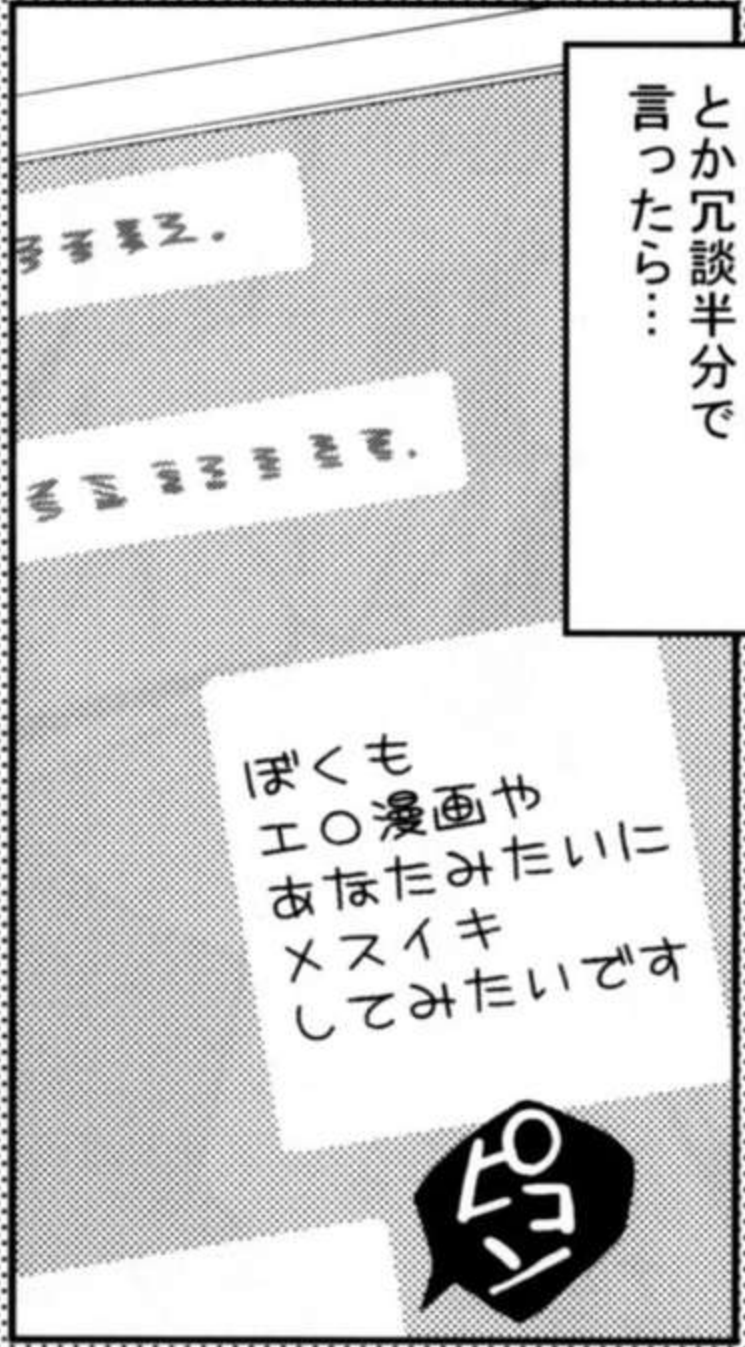 とか冗談半分で
言ったら…
ぼくも
エ〇漫画や
あなたみたいに
メスイキ
してみたいです
ピコン